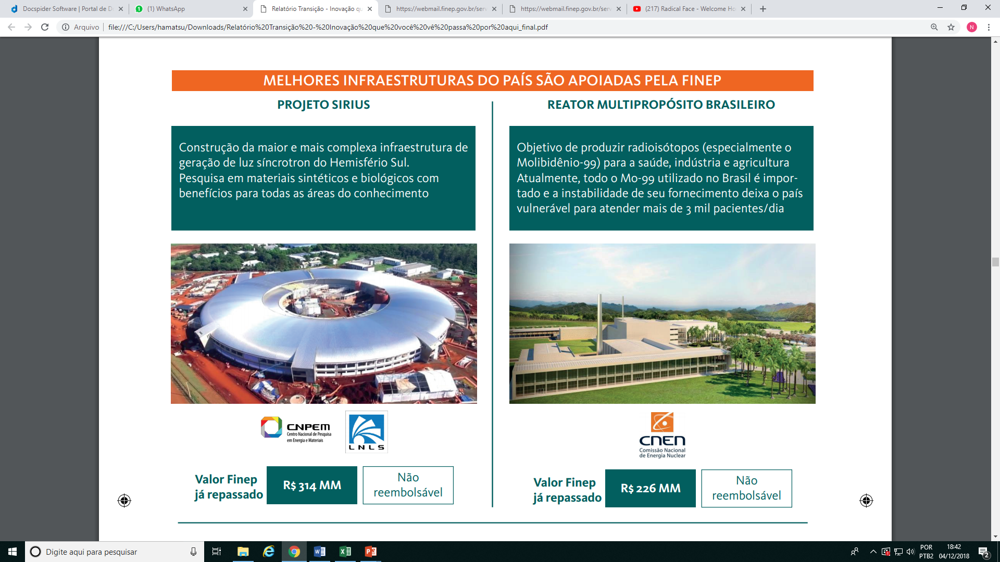 Docspider Software | Portal de D
(1) WhatsApp
Relatório Transição - Inovação qu
https://webmail.finep.gov.br/serv
https://webmail.finep.gov.br/serv
(217) Radical Face - Welcome Ho
Arquivo
file:///C:/Users/hamatsu/Downloads/Relatório%20Transição%20-%20Inovação%20que%20você%20vê%20passa%20por%20aqui_final.pdf
N
MELHORES INFRAESTRUTURAS DO PAÍS SÃO APOIADAS PELA FINEP
PROJETO SIRIUS
Construção da maior e mais complexa infraestrutura de
geração de luz síncrotron do Hemisfério Sul.
Pesquisa em materiais sintéticos e biológicos com
benefícios para todas as áreas do conhecimento
CNPEM
Centro Nacional de Pesquisa
em Energia e Materiais
LNLS
Valor Finep
já repassado
R$ 314 MM
Não
reembolsável
REATOR MULTIPROPÓSITO BRASILEIRO
Objetivo de produzir radioisótopos (especialmente o
Molibidênio-99) para a saúde, indústria e agricultura
Atualmente, todo o Mo-99 utilizado no Brasil é impor-
tado e a instabilidade de seu fornecimento deixa o país
vulnerável para atender mais de 3 mil pacientes/dia
CNEN
Comissão Nacional
de Energia Nuclear
Valor Finep
já repassado
R$ 226 MM
Não
reembolsável
Digite aqui para pesquisar
POR
PTB2
18:42
04/12/2018
2